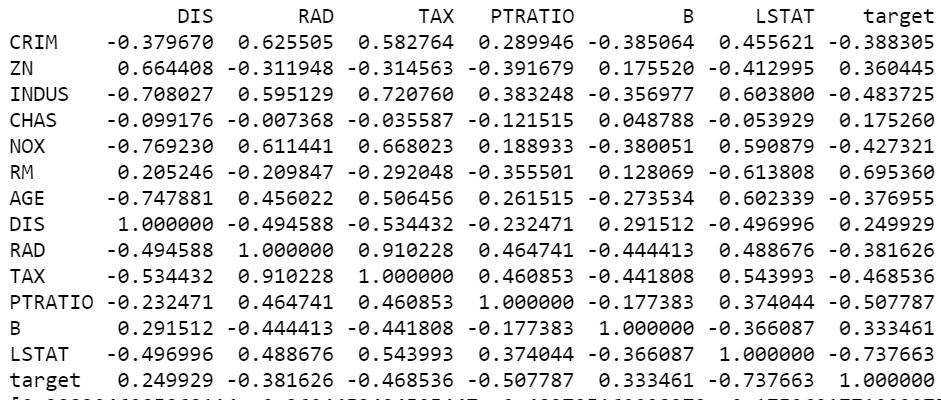 DIS RAD TAX PTRATIO B LSTAT target
CRIM -0.379670 0.625505 0.582764 0.289946 -0.385064 0.455621 -0.388305
ZN 0.664408 -0.311948 -0.314563 -0.391679 0.175520 -0.412995 0.360445
INDUS -0.708027 0.595129 0.720760 0.383248 -0.356977 0.603800 -0.483725
CHAS -0.099176 -0.007368 -0.035587 -0.121515 0.048788 -0.053929 0.175260
NOX -0.769230 0.611441 0.668023 0.188933 -0.380051 0.590879 -0.427321
RM 0.205246 -0.209847 -0.292048 -0.355501 0.128069 -0.613808 0.695360
AGE -0.747881 0.456022 0.506456 0.261515 -0.273534 0.602339 -0.376955
DIS 1.000000 -0.494588 -0.534432 -0.232471 0.291512 -0.496996 0.249929
RAD -0.494588 1.000000 0.910228 0.464741 -0.444413 0.488676 -0.381626
TAX -0.534432 0.910228 1.000000 0.460853 -0.441808 0.543993 -0.468536
PTRATIO -0.232471 0.464741 0.460853 1.000000 -0.177383 0.374044 -0.507787
B 0.291512 -0.444413 -0.441808 -0.177383 1.000000 -0.366087 0.333461
LSTAT -0.496996 0.488676 0.543993 0.374044 -0.366087 1.000000 -0.737663
target 0.249929 -0.381626 -0.468536 -0.507787 0.333461 -0.737663 1.000000